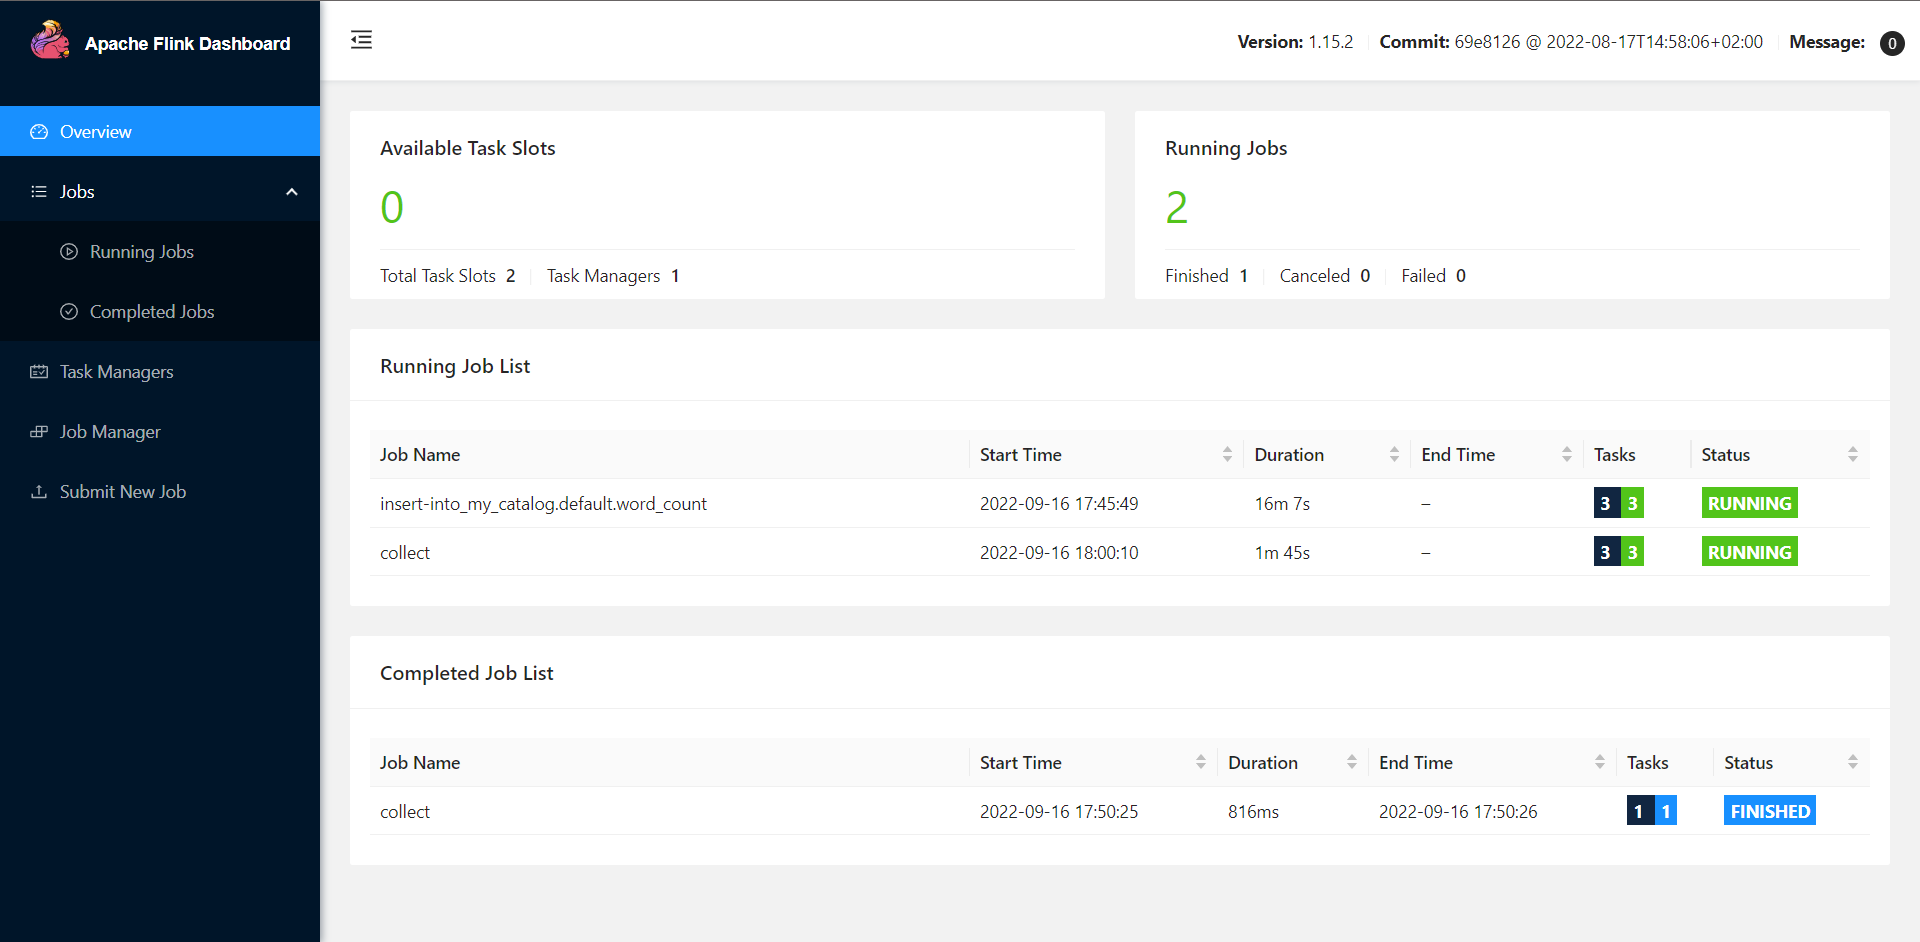 Apache Flink Dashboard
Version: 1.15.2 Commit: 69e8126 @ 2022-08-17T14:58:06+02:00 Message: 0
Overview
Jobs
Running Jobs
Completed Jobs
Task Managers
Job Manager
Submit New Job
Available Task Slots
0
Total Task Slots 2 Task Managers 1
Running Jobs
2
Finished 1 Canceled 0 Failed 0
Running Job List
Job Name Start Time Duration End Time Tasks Status
insert-into_my_catalog.default.word_count 2022-09-16 17:45:49 16m 7s – 3 3 RUNNING
collect 2022-09-16 18:00:10 1m 45s – 3 3 RUNNING
Completed Job List
Job Name Start Time Duration End Time Tasks Status
collect 2022-09-16 17:50:25 816ms 2022-09-16 17:50:26 1 1 FINISHED